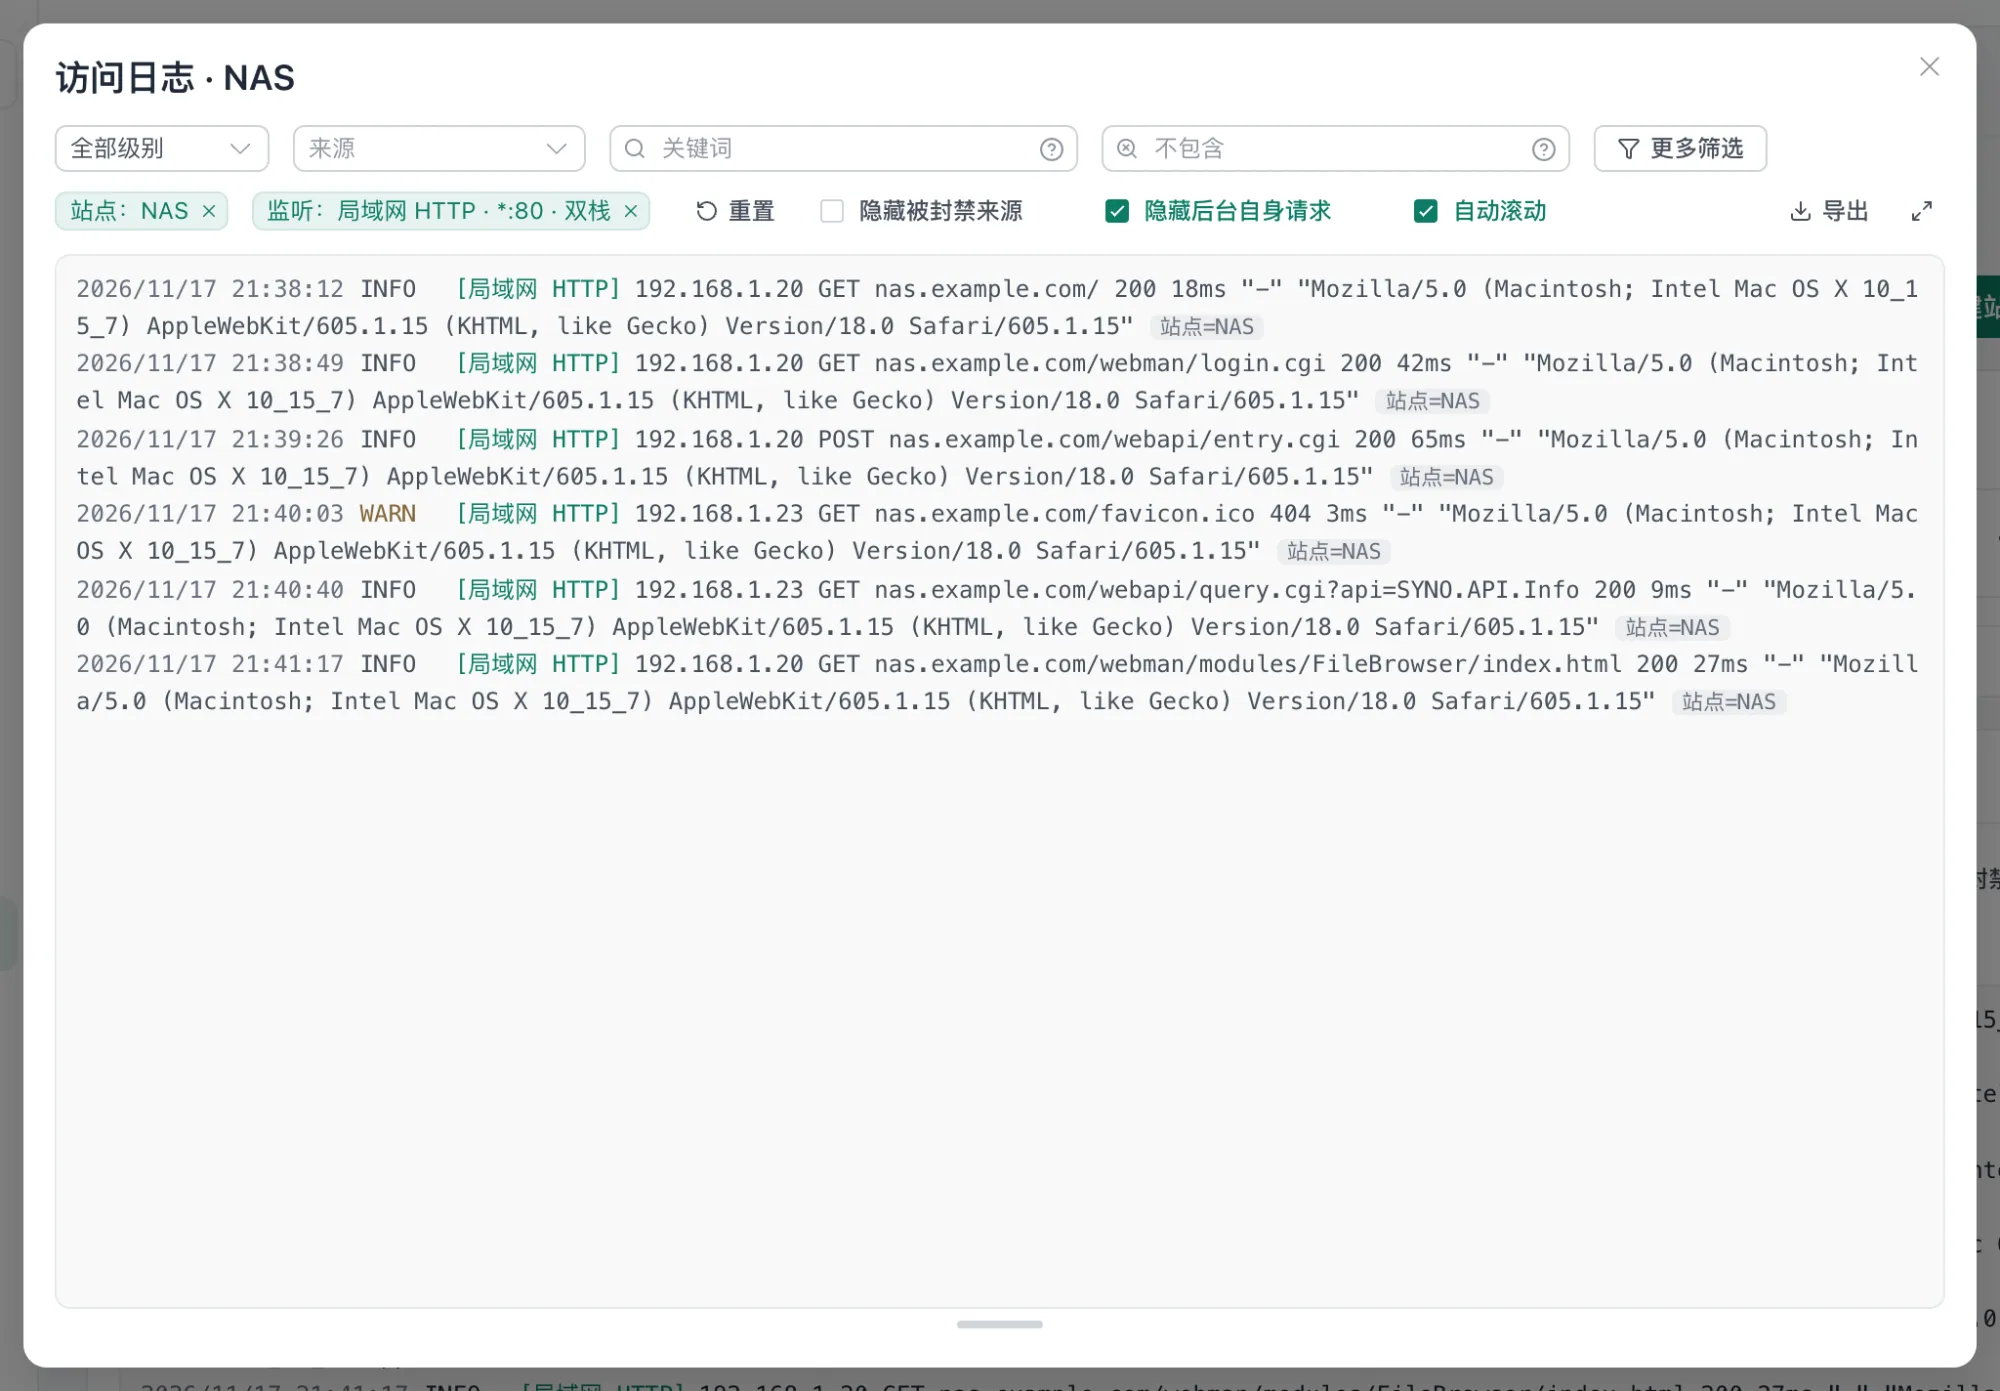 访问日志 · NAS
全部级别 来源 关键词 不包含 更多筛选
站点：NAS 监听：局域网 HTTP · *:80 · 双栈 重置 隐藏被封禁来源 隐藏后台自身请求 自动滚动 导出
2026/11/17 21:38:12 INFO [局域网 HTTP] 192.168.1.20 GET nas.example.com/ 200 18ms "-" "Mozilla/5.0 (Macintosh; Intel Mac OS X 10_1
5_7) AppleWebKit/605.1.15 (KHTML, like Gecko) Version/18.0 Safari/605.1.15" 站点=NAS
2026/11/17 21:38:49 INFO [局域网 HTTP] 192.168.1.20 GET nas.example.com/webman/login.cgi 200 42ms "-" "Mozilla/5.0 (Macintosh; Int
el Mac OS X 10_15_7) AppleWebKit/605.1.15 (KHTML, like Gecko) Version/18.0 Safari/605.1.15" 站点=NAS
2026/11/17 21:39:26 INFO [局域网 HTTP] 192.168.1.20 POST nas.example.com/webapi/entry.cgi 200 65ms "-" "Mozilla/5.0 (Macintosh; In
tel Mac OS X 10_15_7) AppleWebKit/605.1.15 (KHTML, like Gecko) Version/18.0 Safari/605.1.15" 站点=NAS
2026/11/17 21:40:03 WARN [局域网 HTTP] 192.168.1.23 GET nas.example.com/favicon.ico 404 3ms "-" "Mozilla/5.0 (Macintosh; Intel Mac
OS X 10_15_7) AppleWebKit/605.1.15 (KHTML, like Gecko) Version/18.0 Safari/605.1.15" 站点=NAS
2026/11/17 21:40:40 INFO [局域网 HTTP] 192.168.1.23 GET nas.example.com/webapi/query.cgi?api=SYNO.API.Info 200 9ms "-" "Mozilla/5.
0 (Macintosh; Intel Mac OS X 10_15_7) AppleWebKit/605.1.15 (KHTML, like Gecko) Version/18.0 Safari/605.1.15" 站点=NAS
2026/11/17 21:41:17 INFO [局域网 HTTP] 192.168.1.20 GET nas.example.com/webman/modules/FileBrowser/index.html 200 27ms "-" "Mozill
a/5.0 (Macintosh; Intel Mac OS X 10_15_7) AppleWebKit/605.1.15 (KHTML, like Gecko) Version/18.0 Safari/605.1.15" 站点=NAS